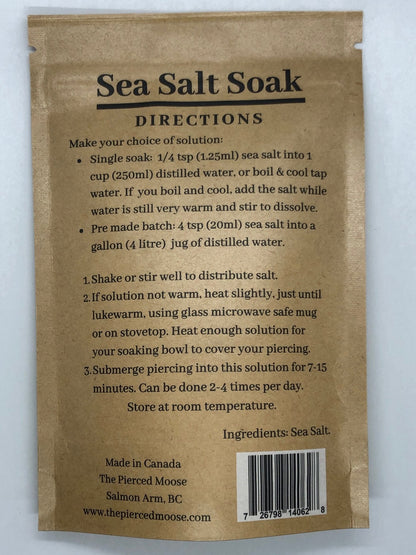 Sea Salt Soak
DIRECTIONS
Make your choice of solution:
• Single soak: 1/4 tsp (1.25ml) sea salt into 1
cup (250ml) distilled water, or boil & cool tap
water. If you boil and cool, add the salt while
water is still very warm and stir to dissolve.
• Pre made batch: 4 tsp (20ml) sea salt into a
gallon (4 litre) jug of distilled water.
1. Shake or stir well to distribute salt.
2. If solution not warm, heat slightly, just until
lukewarm, using glass microwave safe mug
or on stovetop. Heat enough solution for
your soaking bowl to cover your piercing.
3. Submerge piercing into this solution for 7-15
minutes. Can be done 2-4 times per day.
Store at room temperature.
Ingredients: Sea Salt.
Made in Canada
The Pierced Moose
Salmon Arm, BC
www.thepiercedmoose.com
7 26798 14062 8